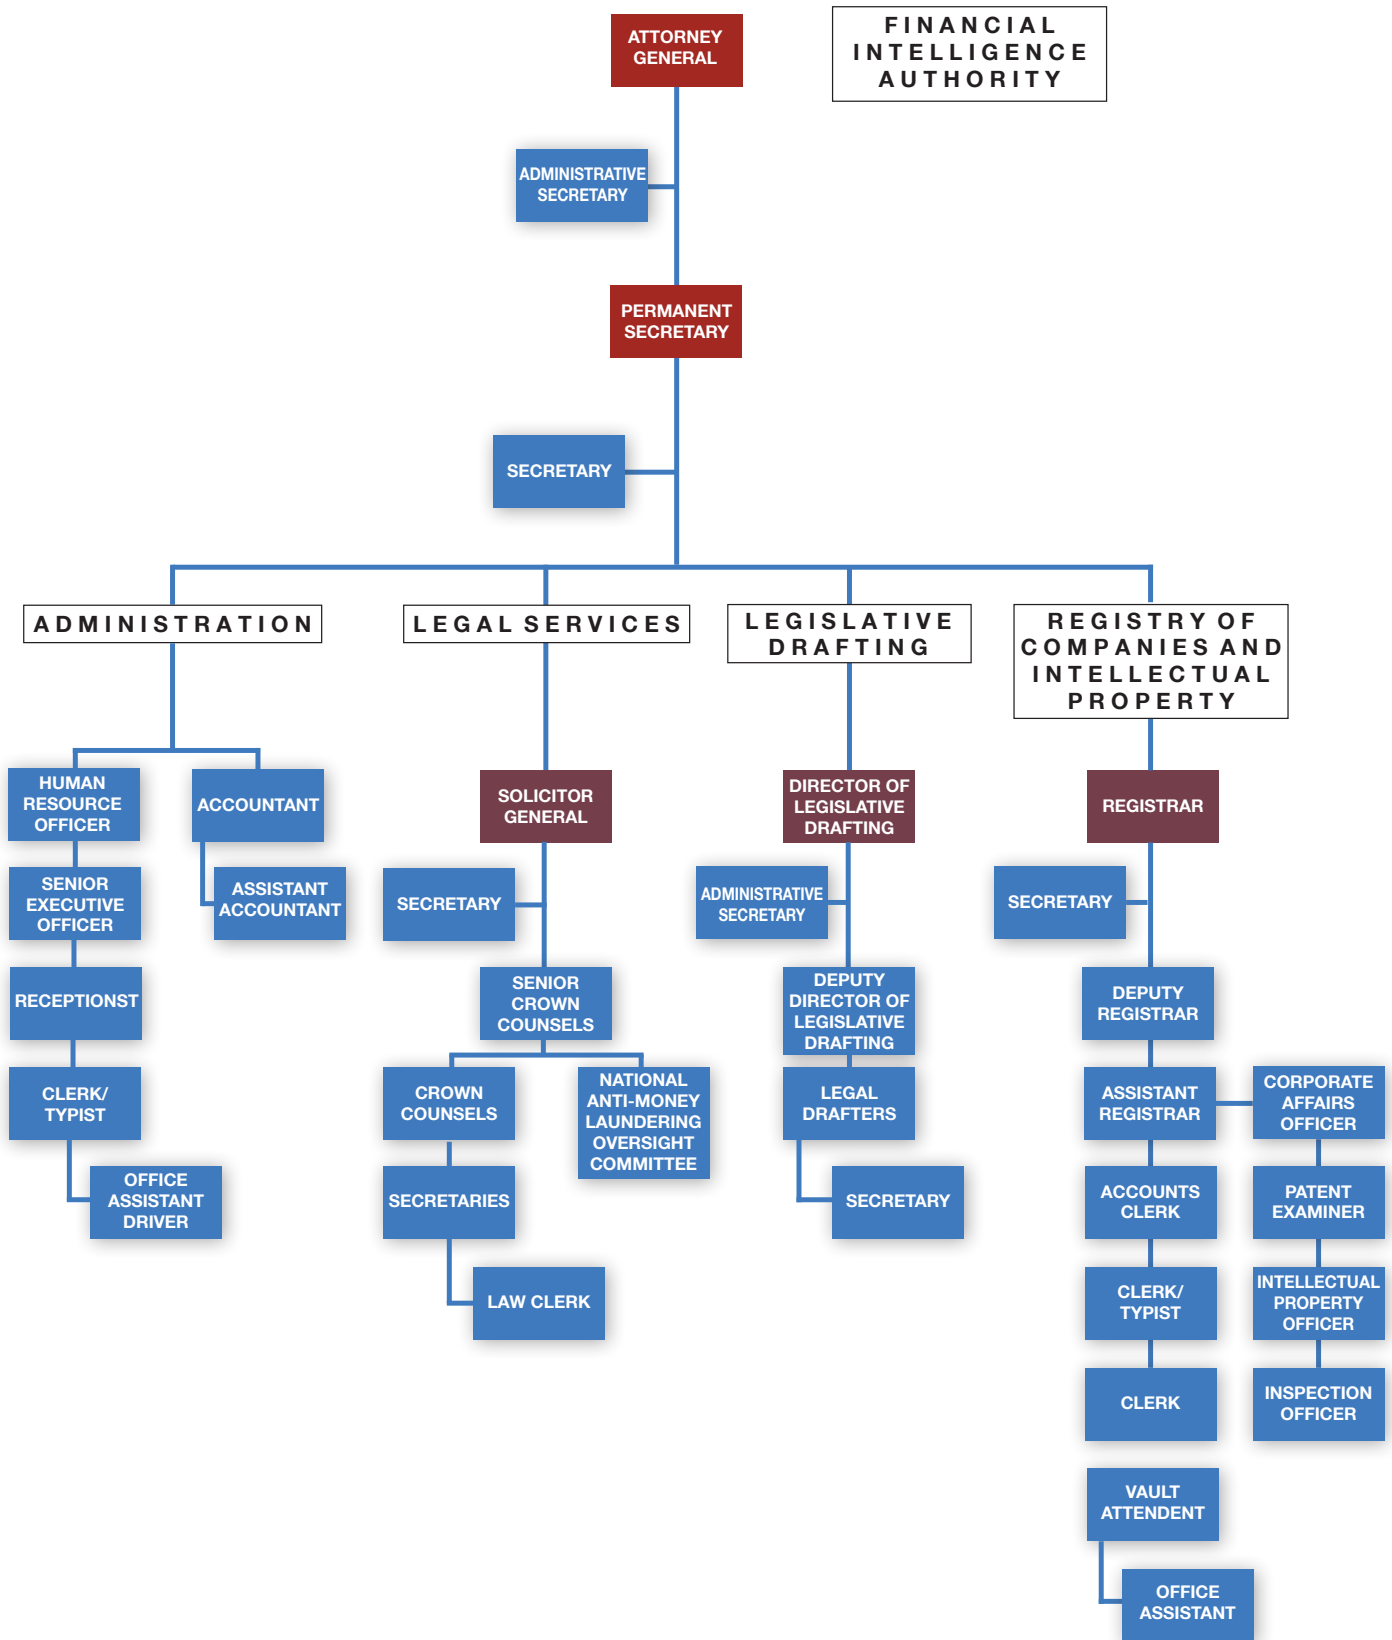 ATTORNEY
GENERAL
FINANCIAL
INTELLIGENCE
AUTHORITY
ADMINISTRATIVE
SECRETARY
PERMANENT
SECRETARY
SECRETARY
ADMINISTRATION
LEGAL SERVICES
LEGISLATIVE
DRAFTING
REGISTRY OF
COMPANIES AND
INTELLECTUAL
PROPERTY
HUMAN
RESOURCE
OFFICER
ACCOUNTANT
SOLICITOR
GENERAL
DIRECTOR OF
LEGISLATIVE
DRAFTING
REGISTRAR
SENIOR
EXECUTIVE
OFFICER
ASSISTANT
ACCOUNTANT
SECRETARY
ADMINISTRATIVE
SECRETARY
SECRETARY
RECEPTIONST
SENIOR
CROWN
COUNSELS
DEPUTY
DIRECTOR OF
LEGISLATIVE
DRAFTING
DEPUTY
REGISTRAR
CLERK/
TYPIST
CROWN
COUNSELS
NATIONAL
ANTI-MONEY
LAUNDERING
OVERSIGHT
COMMITTEE
LEGAL
DRAFTERS
ASSISTANT
REGISTRAR
CORPORATE
AFFAIRS
OFFICER
OFFICE
ASSISTANT
DRIVER
SECRETARIES
SECRETARY
ACCOUNTS
CLERK
PATENT
EXAMINER
LAW CLERK
CLERK/
TYPIST
INTELLECTUAL
PROPERTY
OFFICER
CLERK
INSPECTION
OFFICER
VAULT
ATTENDENT
OFFICE
ASSISTANT